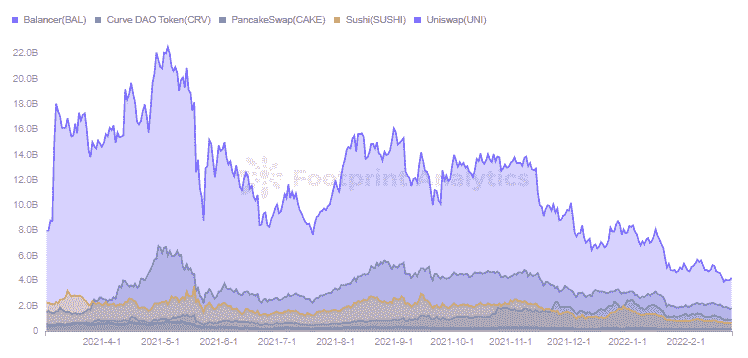 Balancer(BAL) Curve DAO Token(CRV) PancakeSwap(CAKE) Sushi(SUSHI) Uniswap(UNI)
22.0B
20.0B
18.0B
16.0B
14.0B
12.0B
10.0B
8.0B
6.0B
4.0B
2.0B
0
Footprint Analytics
2021-4-1 2021-5-1 2021-6-1 2021-7-1 2021-8-1 2021-9-1 2021-10-1 2021-11-1 2021-12-1 2022-1-1 2022-2-1